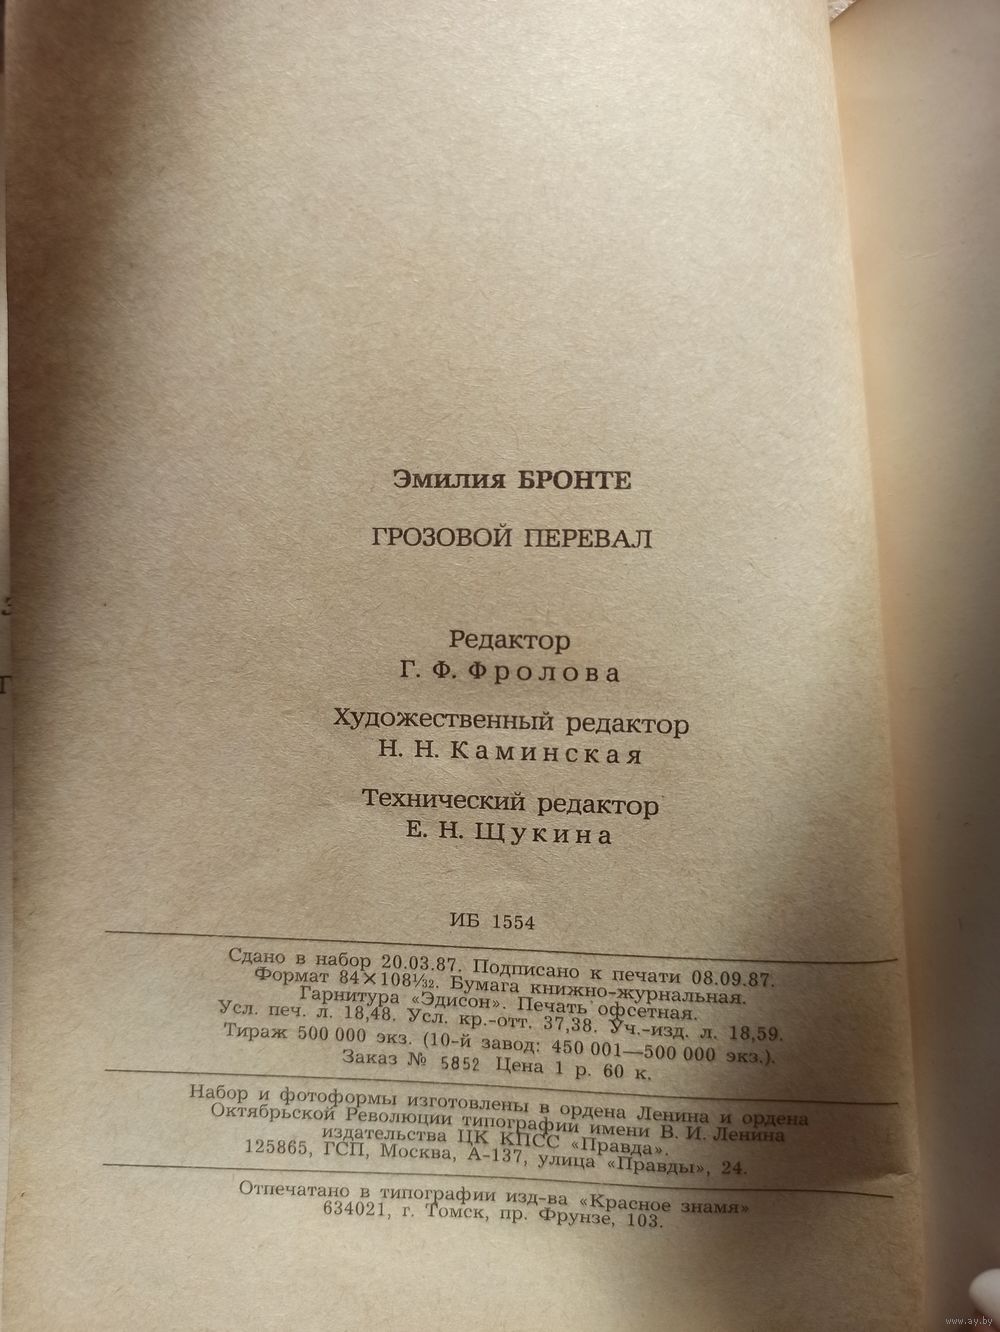 Эмилия БРОНТЕ
ГРОЗОВОЙ ПЕРЕВАЛ
Редактор
Г. Ф. Фролова
Художественный редактор
Н. Н. Каминская
Технический редактор
Е. Н. Щукина
ИБ 1554
Сдано в набор 20.03.87. Подписано к печати 08.09.87.
Формат 84×108¹⁄₃₂. Бумага книжно-журнальная.
Гарнитура «Эдисон». Печать офсетная.
Усл. печ. л. 18,48. Усл. кр.-отт. 37,38. Уч.-изд. л. 18,59.
Тираж 500 000 экз. (10-й завод: 450 001—500 000 экз.).
Заказ № 5852 Цена 1 р. 60 к.
Набор и фотоформы изготовлены в ордена Ленина и ордена
Октябрьской Революции типографии имени В. И. Ленина
издательства ЦК КПСС «Правда».
125865, ГСП, Москва, А-137, улица «Правды», 24.
Отпечатано в типографии изд-ва «Красное знамя»
634021, г. Томск, пр. Фрунзе, 103.
www.ay.by